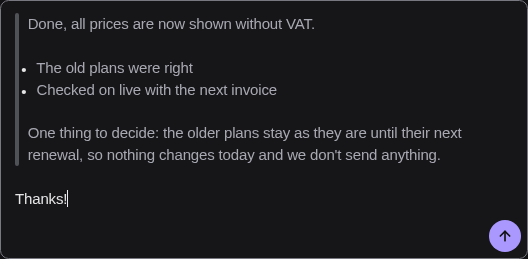 Done, all prices are now shown without VAT.
• The old plans were right
• Checked on live with the next invoice
One thing to decide: the older plans stay as they are until their next
renewal, so nothing changes today and we don't send anything.
Thanks!